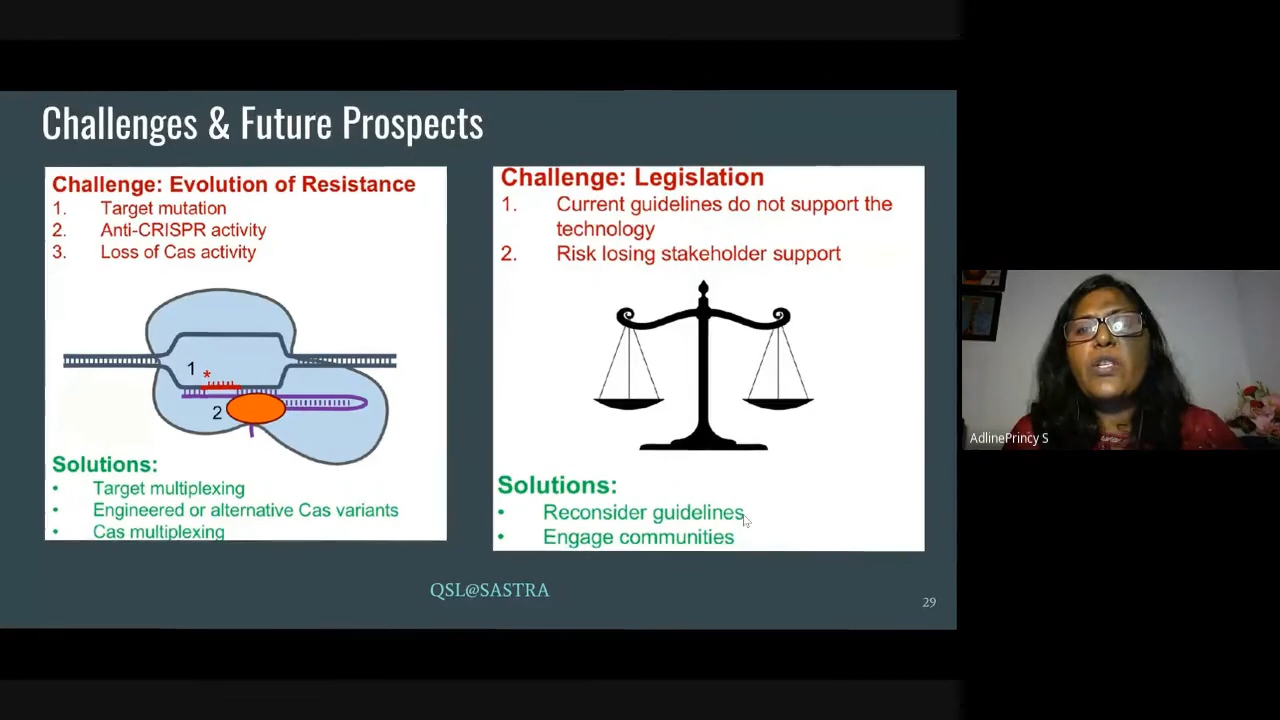 Challenges & Future Prospects
Challenge: Evolution of Resistance
1. Target mutation
2. Anti-CRISPR activity
3. Loss of Cas activity
1
*
2
Solutions:
• Target multiplexing
• Engineered or alternative Cas variants
• Cas multiplexing
Challenge: Legislation
1. Current guidelines do not support the
technology
2. Risk losing stakeholder support
Solutions:
• Reconsider guidelines
• Engage communities
QSL@SASTRA
29
AdlinePrincy S